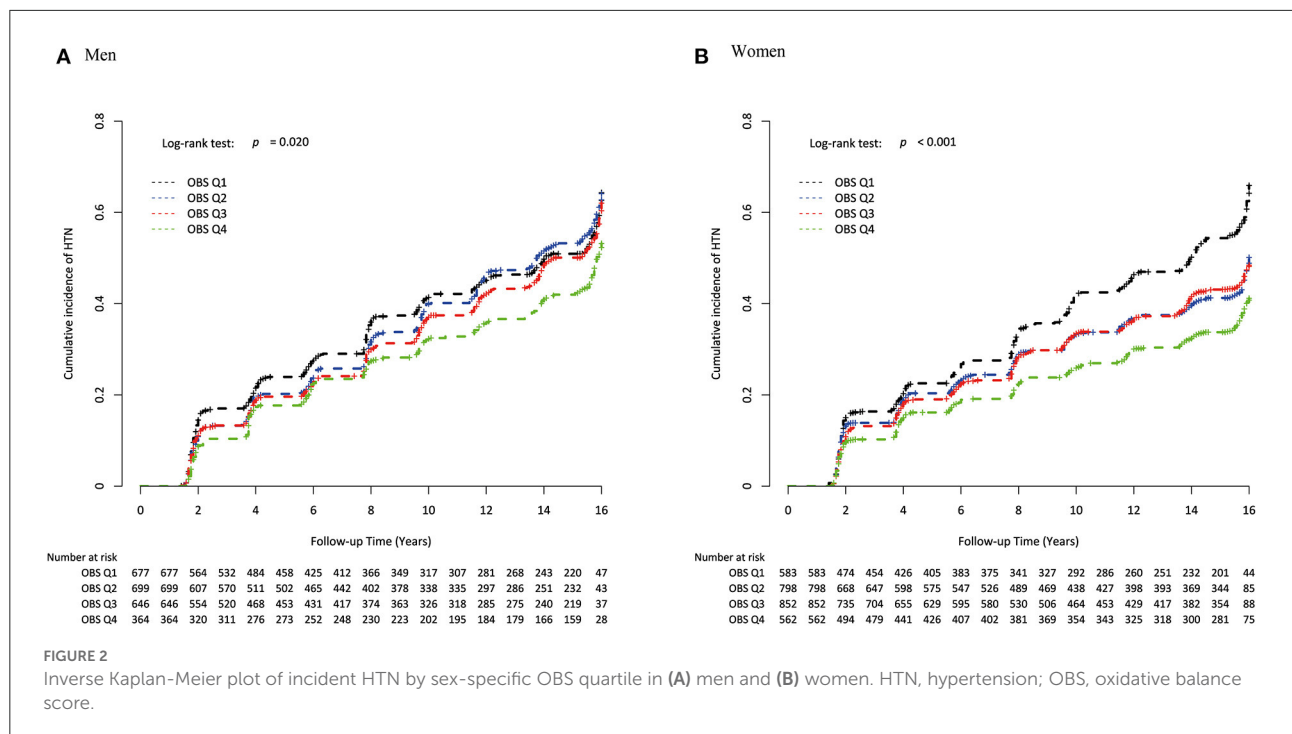 A Men
Cumulative incidence of HTN
0.8
0.6
0.4
0.2
0
Log-rank test: p = 0.020
OBS Q1
OBS Q2
OBS Q3
OBS Q4
0 2 4 6 8 10 12 14 16
Follow-up Time (Years)
Number at risk
OBS Q1 677 677 564 532 484 458 425 412 366 349 317 307 281 268 243 220 47
OBS Q2 699 699 607 570 511 502 465 442 402 378 338 335 297 286 251 232 43
OBS Q3 646 646 554 520 468 453 431 417 374 363 326 318 285 275 240 219 37
OBS Q4 364 364 320 311 276 273 252 248 230 223 202 195 184 179 166 159 28
B Women
Cumulative incidence of HTN
0.8
0.6
0.4
0.2
0
Log-rank test: p < 0.001
OBS Q1
OBS Q2
OBS Q3
OBS Q4
0 2 4 6 8 10 12 14 16
Follow-up Time (Years)
Number at risk
OBS Q1 583 583 474 454 426 405 383 375 341 327 292 286 260 251 232 201 44
OBS Q2 798 798 668 647 598 575 547 526 489 469 438 427 398 393 369 344 85
OBS Q3 852 852 735 704 655 629 595 580 530 506 464 453 429 417 382 354 88
OBS Q4 562 562 494 479 441 426 407 402 381 369 354 343 325 318 300 281 75
FIGURE 2
Inverse Kaplan-Meier plot of incident HTN by sex-specific OBS quartile in (A) men and (B) women. HTN, hypertension; OBS, oxidative balance
score.